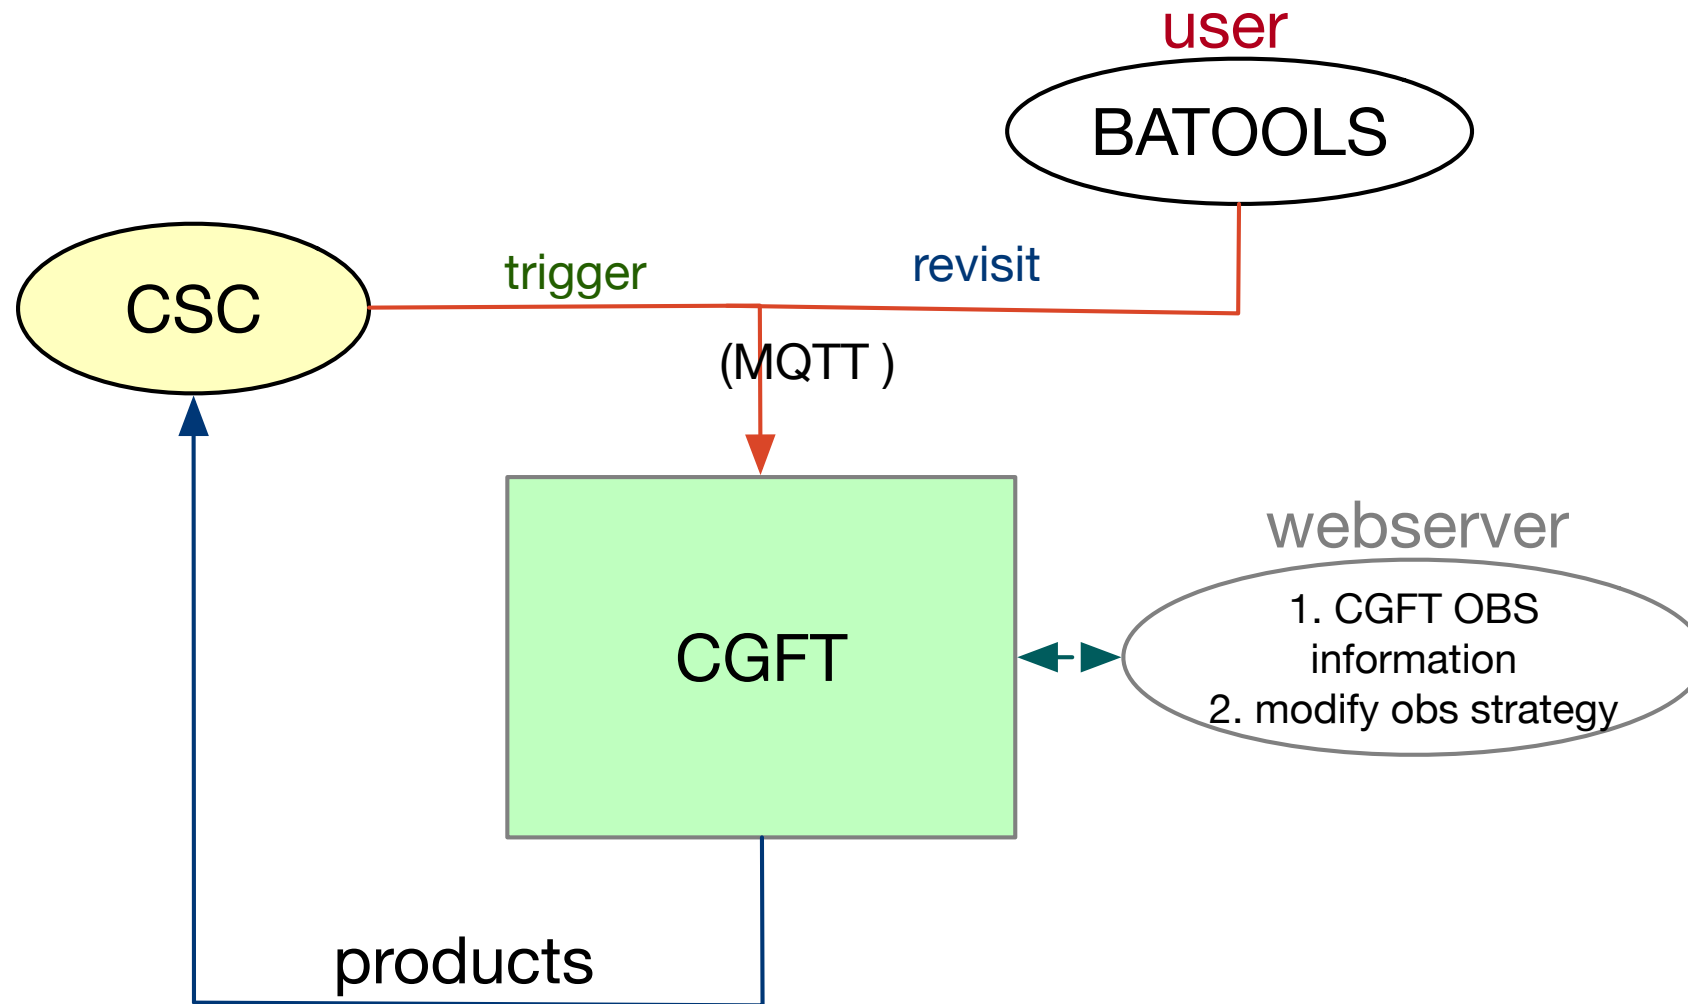 user
BATOOLS
trigger
revisit
CSC
(MQTT )
webserver
1. CGFT OBS
information
2. modify obs strategy
CGFT
products